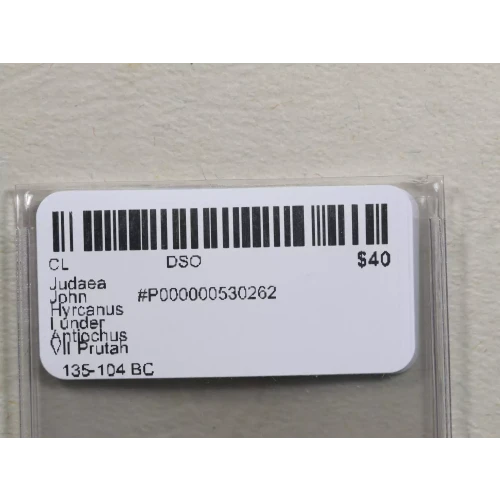 CL DSO $40
Judaea
John #P000000530262
Hyrcanus
I under
Antiochus
VII Prutah
135-104 BC